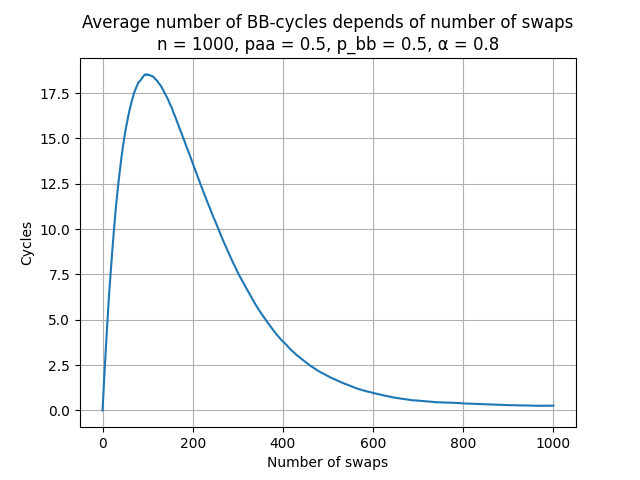 Average number of BB-cycles depends of number of swaps
n = 1000, paa = 0.5, p_bb = 0.5, α = 0.8
17.5
15.0
12.5
10.0
7.5
5.0
2.5
0.0
Cycles
0 200 400 600 800 1000
Number of swaps